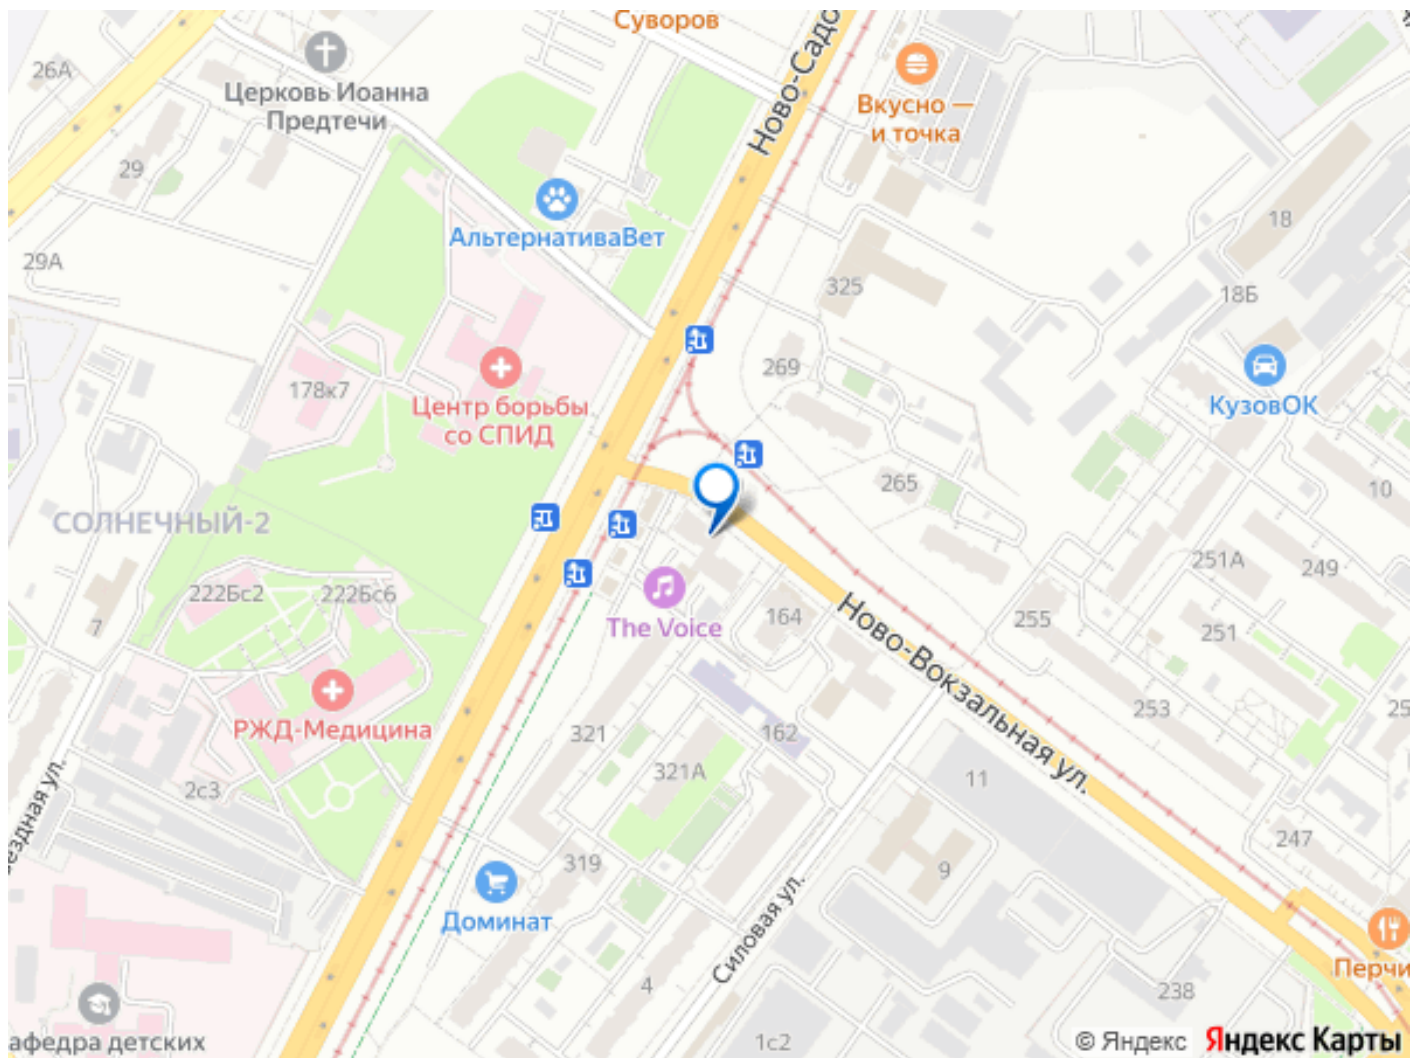 Суворов
Ново-Садо
26А
Церковь Иоанна
Предтечи
Вкусно —
и точка
29
АльтернативаВет
18
29А
325
18Б
269
178к7
Центр борьбы
со СПИД
КузовОК
265
10
СОЛНЕЧНЫЙ-2
251А
249
222Бс2
222Бс6
7
The Voice
164
Ново-Вокзальная ул.
255
251
253
25
РЖД-Медицина
321
162
321А
2с3
11
ездная ул.
247
319
9
Доминат
Силовая ул.
Перчи
4
238
афедра детских
1с2
© Яндекс
Яндекс Карты